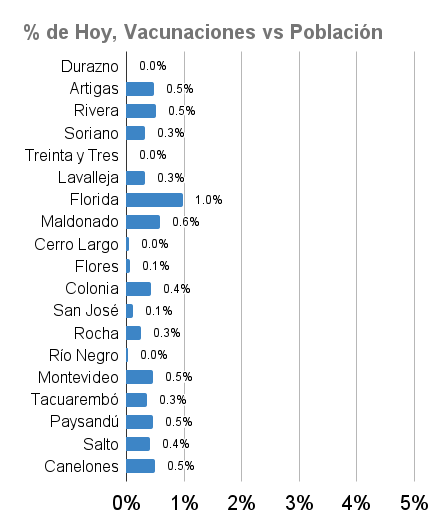 % de Hoy, Vacunaciones vs Población
Durazno 0.0%
Artigas 0.5%
Rivera 0.5%
Soriano 0.3%
Treinta y Tres 0.0%
Lavalleja 0.3%
Florida 1.0%
Maldonado 0.6%
Cerro Largo 0.0%
Flores 0.1%
Colonia 0.4%
San José 0.1%
Rocha 0.3%
Río Negro 0.0%
Montevideo 0.5%
Tacuarembó 0.3%
Paysandú 0.5%
Salto 0.4%
Canelones 0.5%
0% 1% 2% 3% 4% 5%